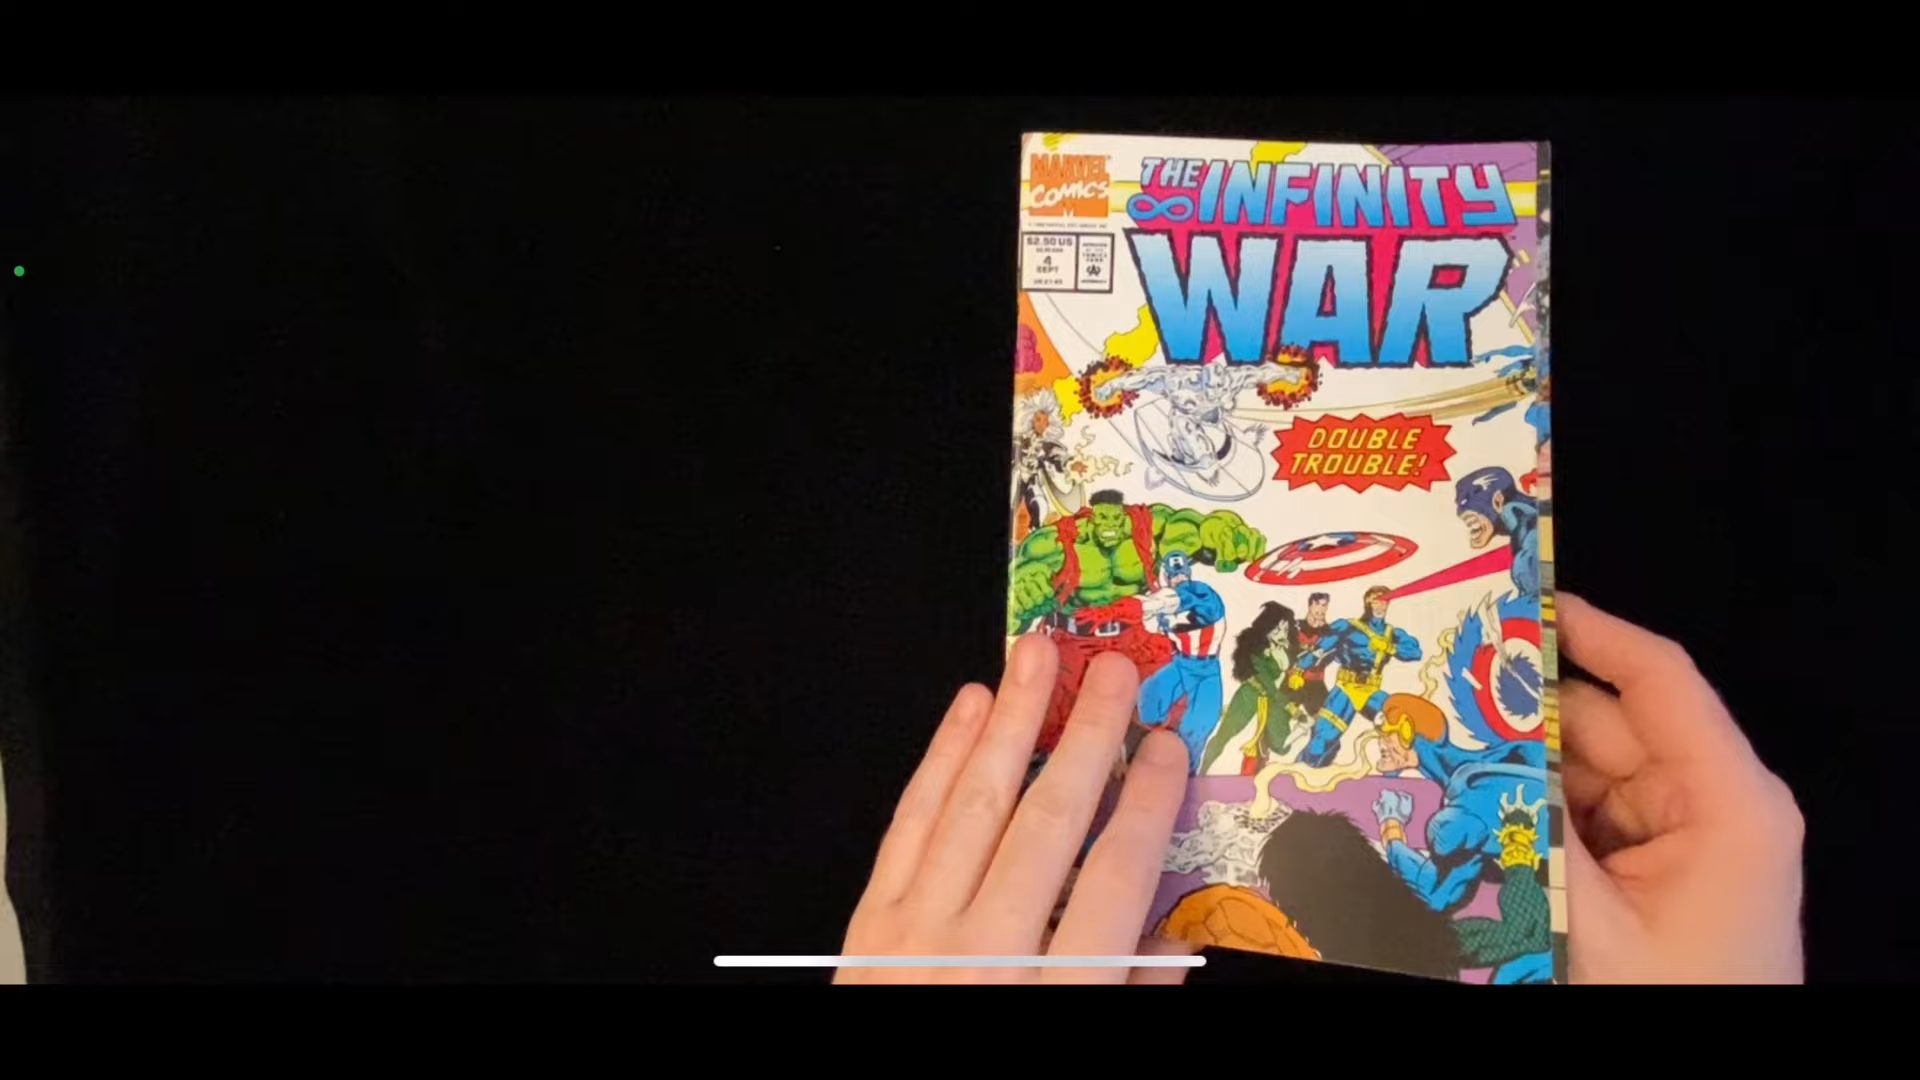 MARVEL
COMICS
THE INFINITY
WAR
$2.50 US
4
SEPT
DOUBLE
TROUBLE!
A